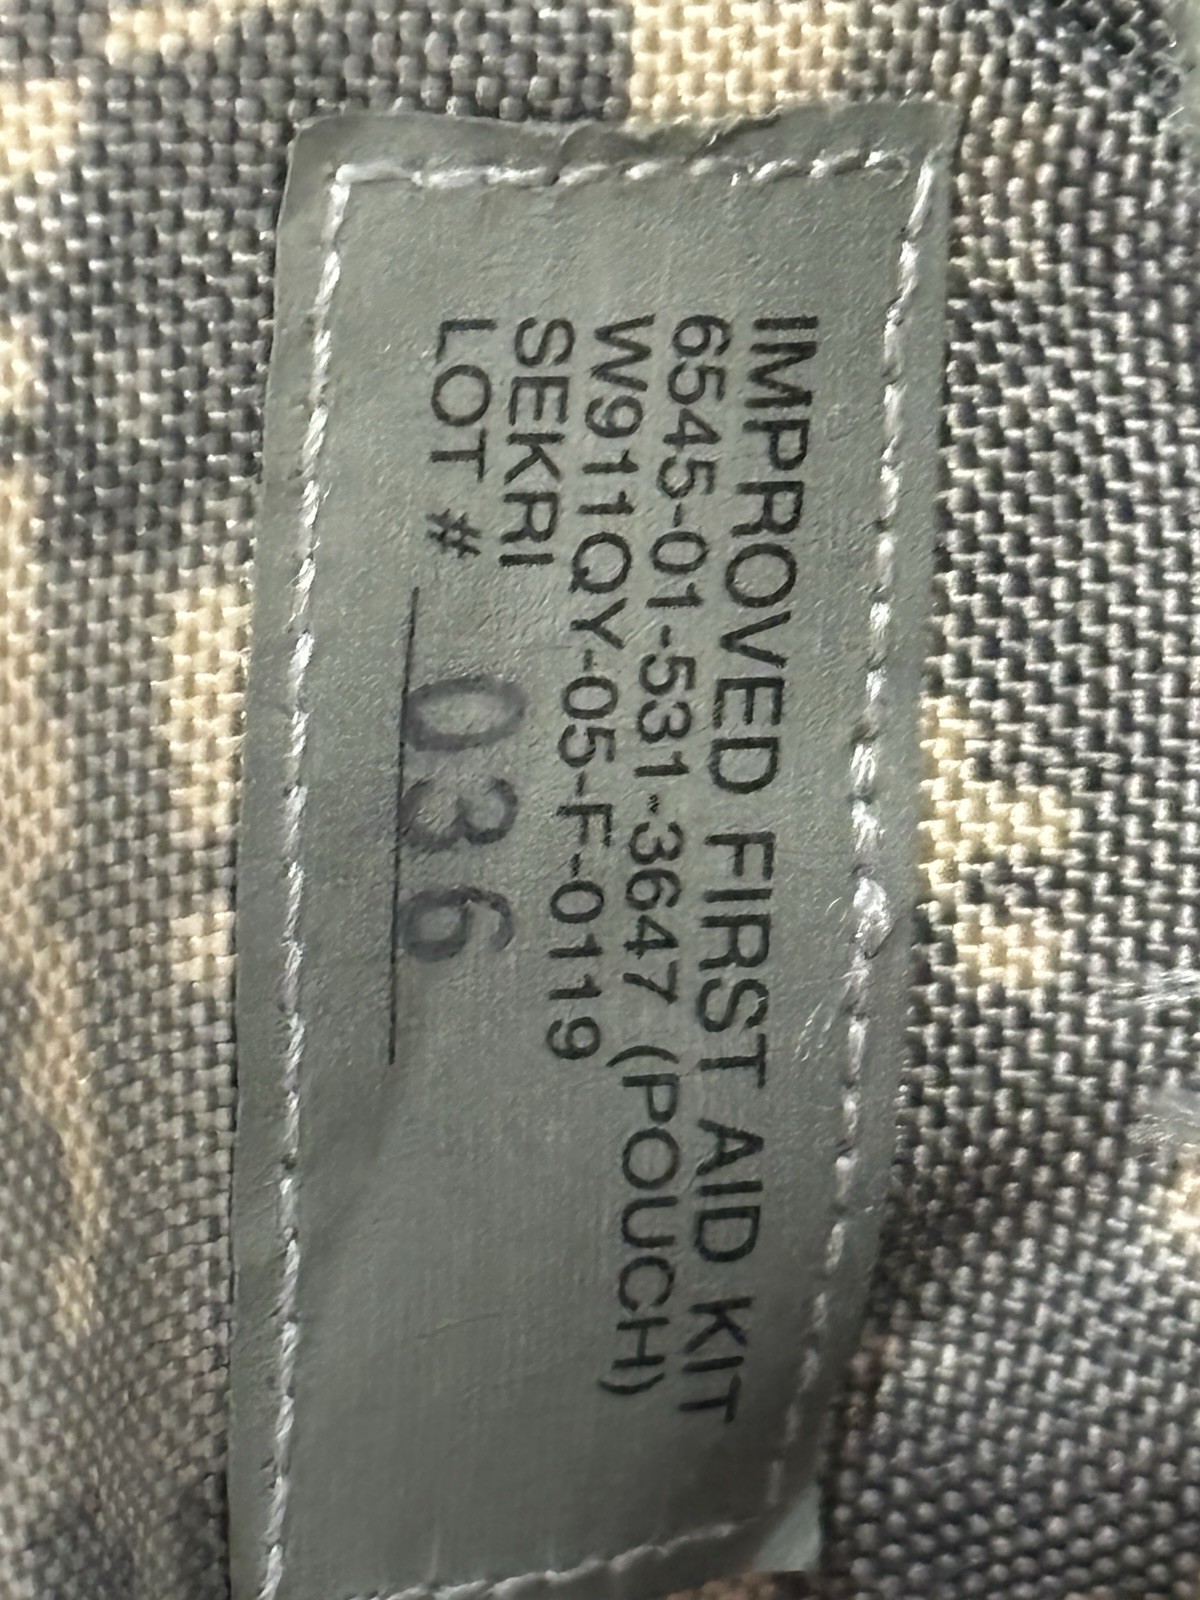 IMPROVED FIRST AID KIT
6545-01-531-3647 (POUCH)
W911QY-05-F-0119
SEKRI
LOT # 036